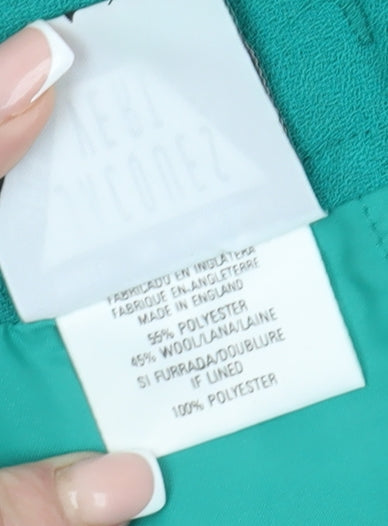 FABRICADO EN INGLATERA
FABRIQUE EN.ANGLETERRE
MADE IN ENGLAND
55% POLYESTER
45% WOOL/LANA/LAINE
SI FURRADA/DOUBLURE
IF LINED
100% POLYESTER